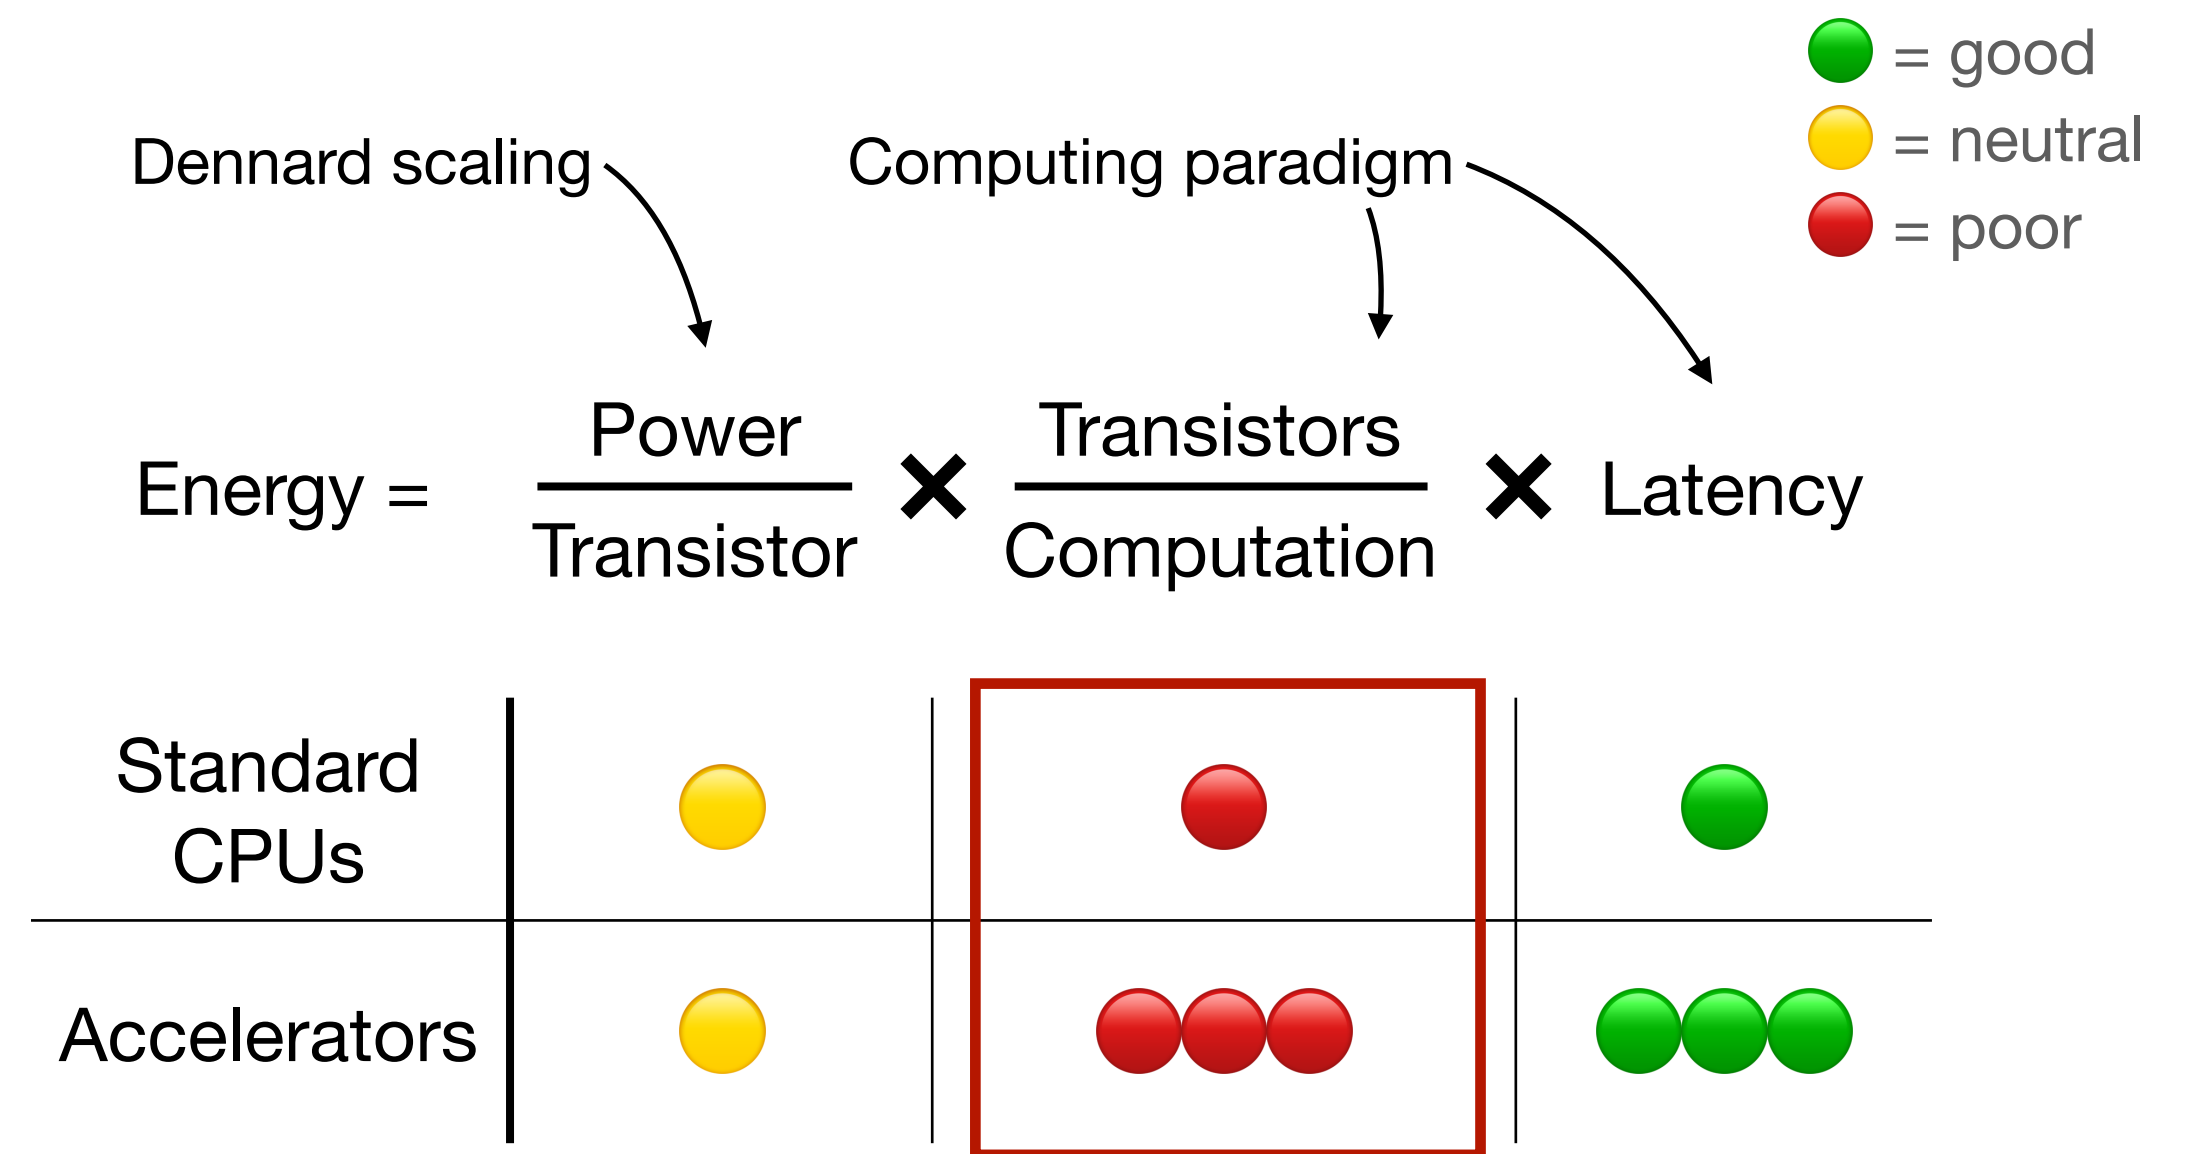 = good
= neutral
= poor
Dennard scaling
Computing paradigm
Energy =
Power
Transistor
×
Transistors
Computation
×
Latency
Standard
CPUs
Accelerators